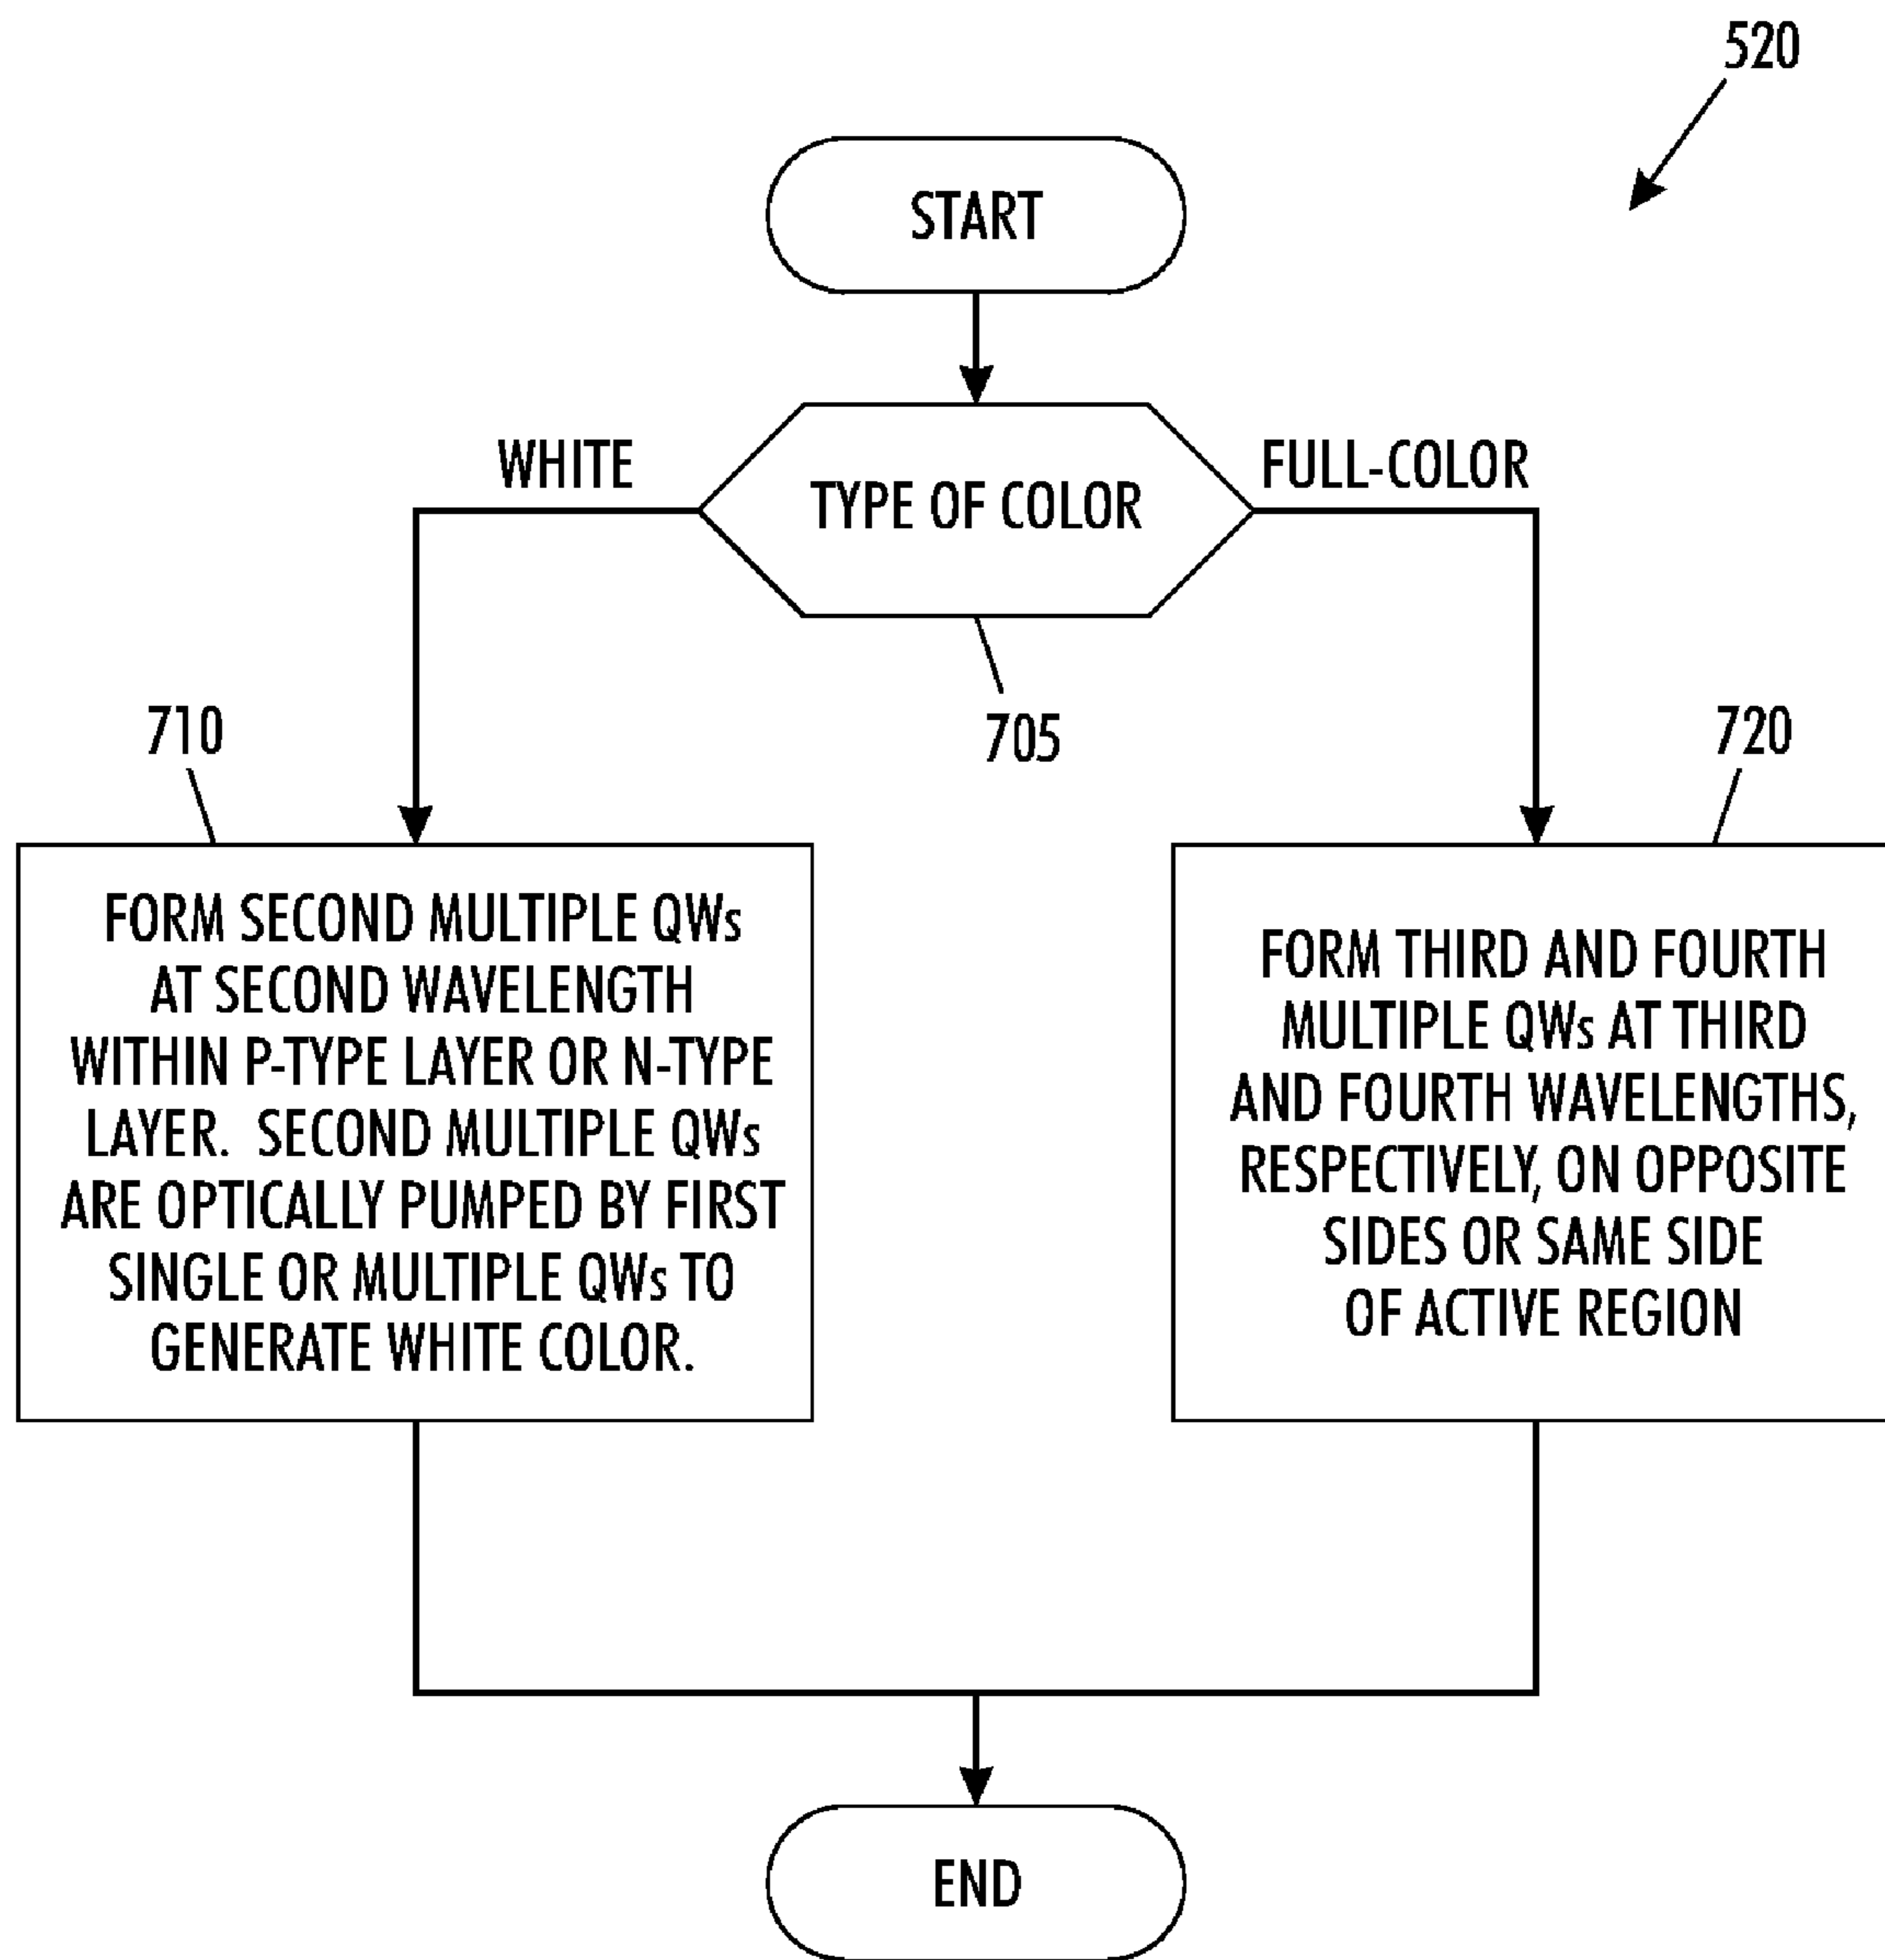 520
START
WHITE
FULL-COLOR
TYPE OF COLOR
705
710
720
FORM SECOND MULTIPLE QWs
AT SECOND WAVELENGTH
WITHIN P-TYPE LAYER OR N-TYPE
LAYER. SECOND MULTIPLE QWs
ARE OPTICALLY PUMPED BY FIRST
SINGLE OR MULTIPLE QWs TO
GENERATE WHITE COLOR.
FORM THIRD AND FOURTH
MULTIPLE QWs AT THIRD
AND FOURTH WAVELENGTHS,
RESPECTIVELY, ON OPPOSITE
SIDES OR SAME SIDE
OF ACTIVE REGION
END